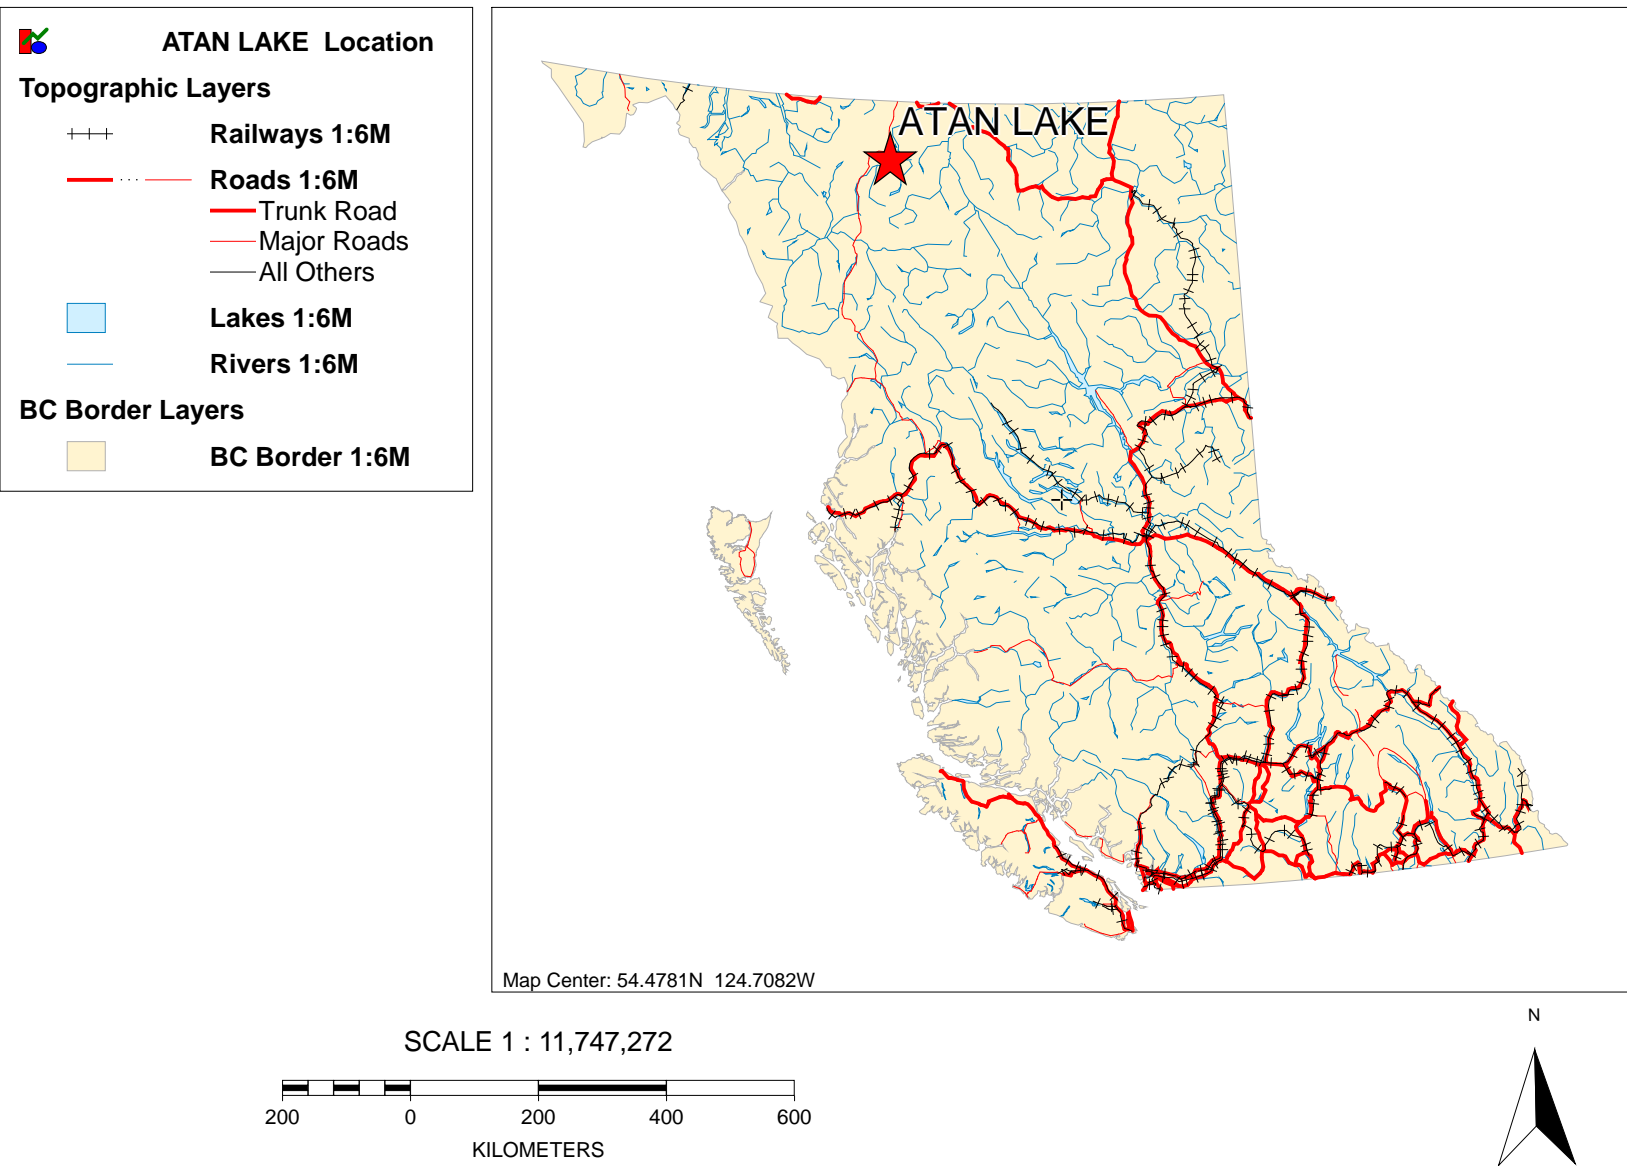 ATAN LAKE  Location
Topographic Layers
Railways 1:6M
Roads 1:6M
Trunk Road
Major Roads
All Others
Lakes 1:6M
Rivers 1:6M
BC Border Layers
BC Border 1:6M
ATAN LAKE
Map Center: 54.4781N  124.7082W
SCALE 1 : 11,747,272
200 0 200 400 600
KILOMETERS
N